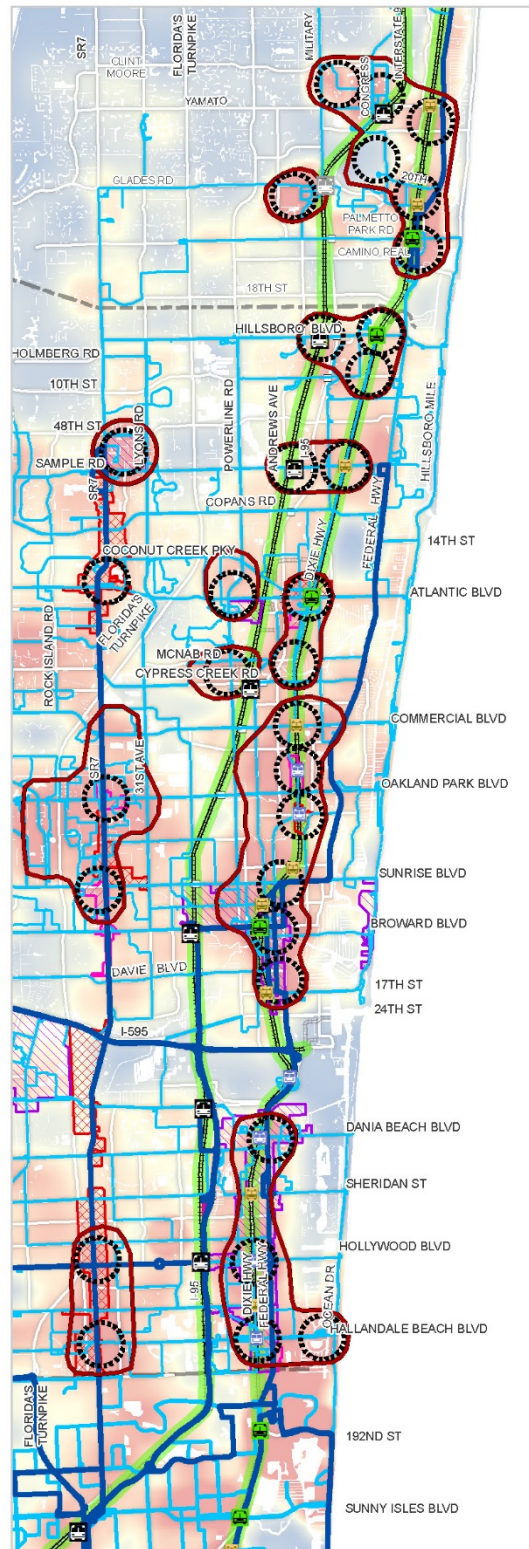 SR7
FLORIDA'S
TURNPIKE
MILITARY
CONGRESS
CLINT
MOORE
YAMATO
GLADES RD
20TH
PALMETTO
PARK RD
CAMINO REAL
18TH ST
HILLSBORO BLVD
HOLMBERG RD
10TH ST
48TH ST
LYONS RD
SAMPLE RD
SR7
POWERLINE RD
ANDREWS AVE
I-95
HILLSBORO MILE
COPANS RD
FEDERAL HWY
DIXIE HWY
14TH ST
COCONUT CREEK PKY
ATLANTIC BLVD
FLORIDA'S
TURNPIKE
ROCK ISLAND RD
MCNAB RD
CYPRESS CREEK RD
COMMERCIAL BLVD
SR7
31ST AVE
OAKLAND PARK BLVD
SUNRISE BLVD
BROWARD BLVD
DAVIE BLVD
17TH ST
24TH ST
I-595
DANIA BEACH BLVD
SHERIDAN ST
HOLLYWOOD BLVD
I-95
DIXIE HWY
FEDERAL HWY
OCEAN DR
HALLANDALE BEACH BLVD
FLORIDA'S
TURNPIKE
192ND ST
SUNNY ISLES BLVD